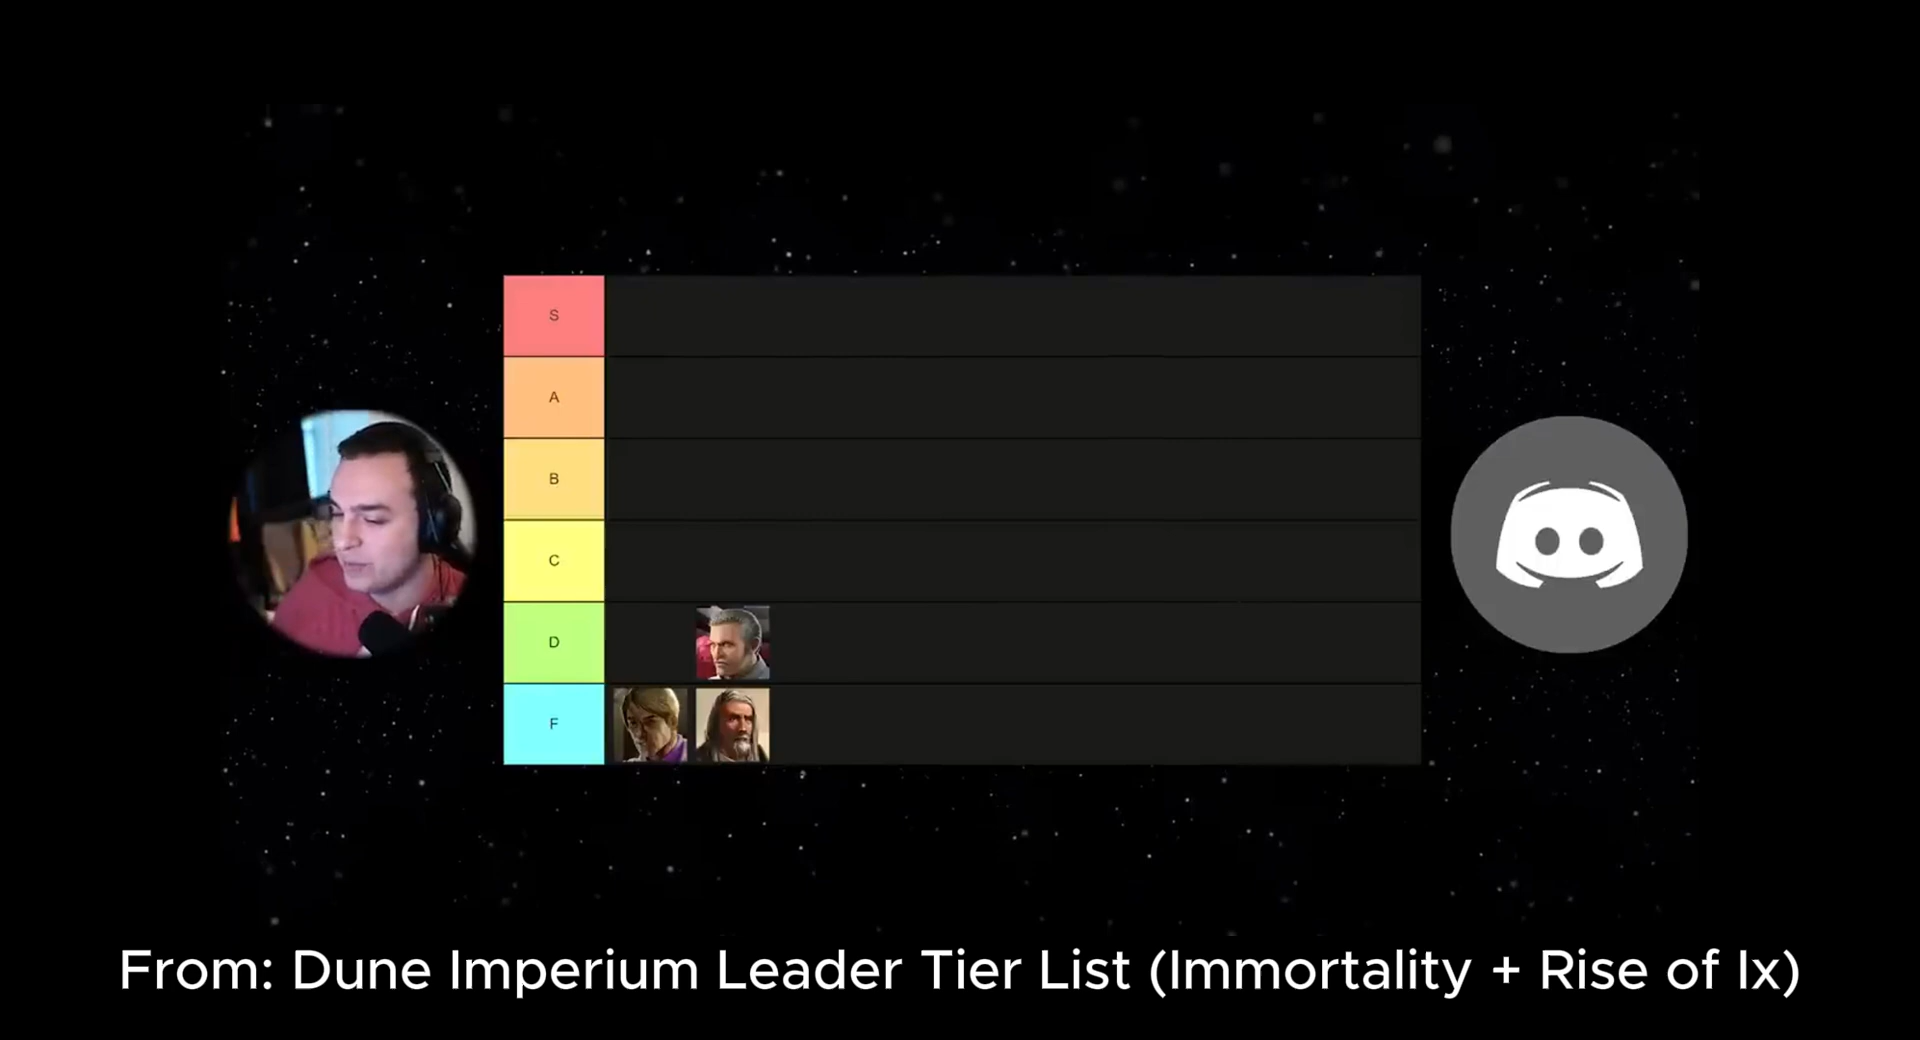 S
A
B
C
D
F
From: Dune Imperium Leader Tier List (Immortality + Rise of Ix)